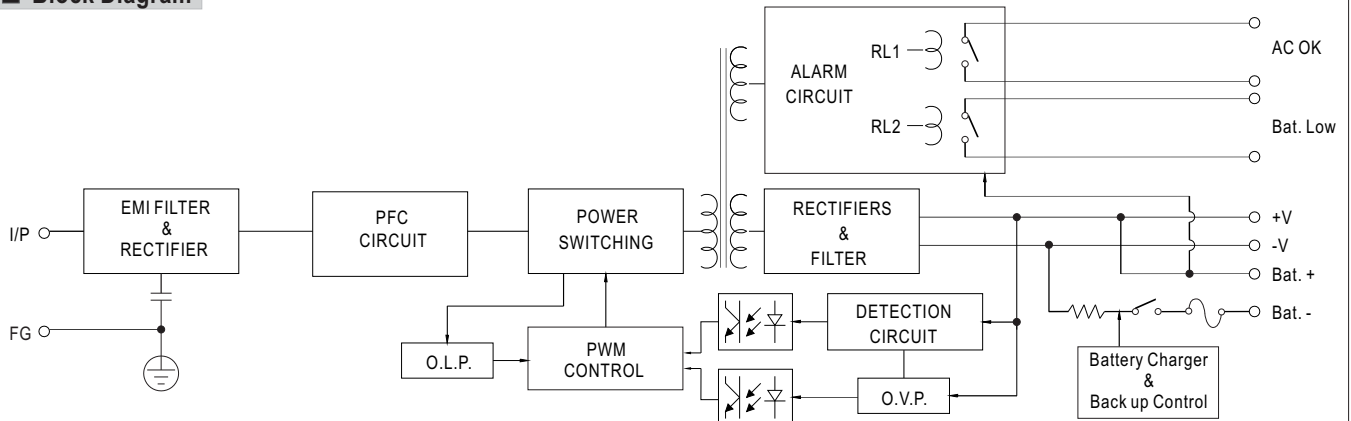 Block Diagram
AC OK
RL1
ALARM
CIRCUIT
RL2
Bat. Low
EMI FILTER
&
RECTIFIER
PFC
CIRCUIT
POWER
SWITCHING
RECTIFIERS
&
FILTER
I/P
+V
-V
Bat. +
Bat. -
FG
O.L.P.
PWM
CONTROL
DETECTION
CIRCUIT
O.V.P.
Battery Charger
&
Back up Control